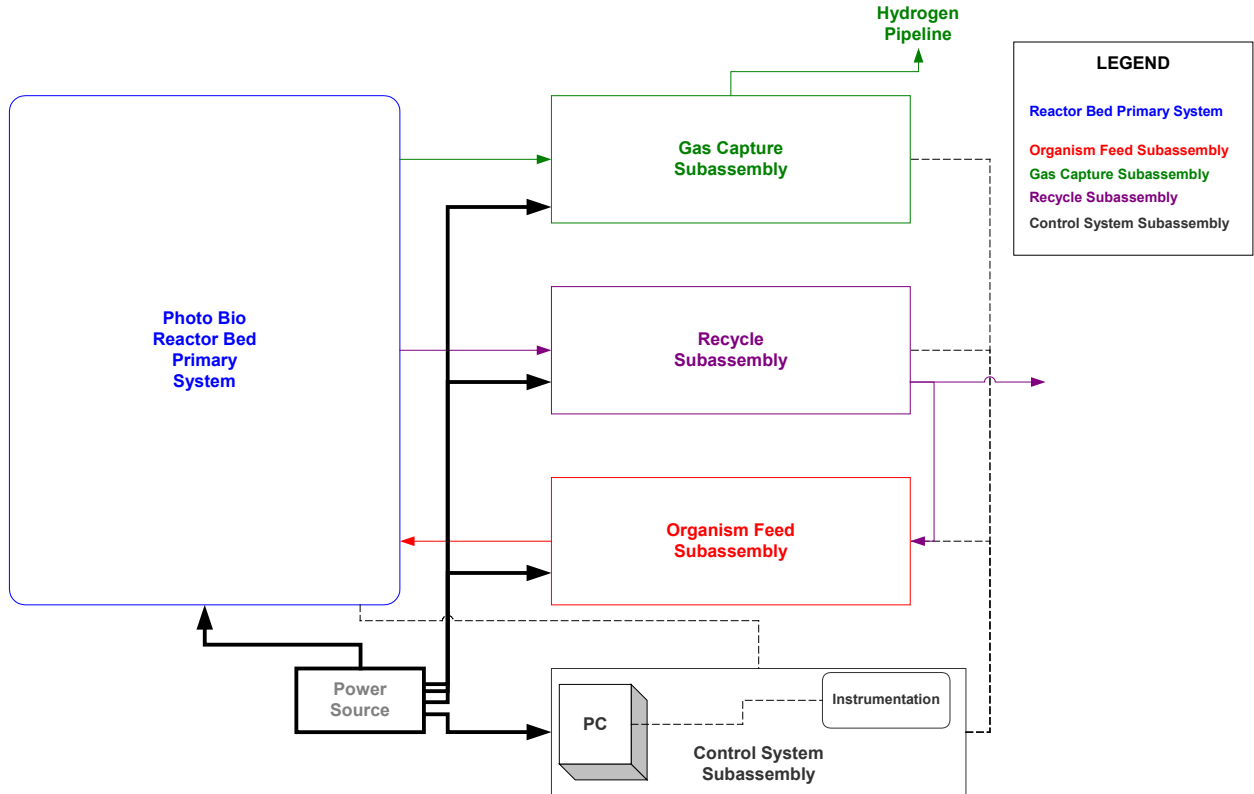 Hydrogen
Pipeline
LEGEND
Reactor Bed Primary System
Organism Feed Subassembly
Gas Capture Subassembly
Recycle Subassembly
Control System Subassembly
Gas Capture
Subassembly
Photo Bio
Reactor Bed
Primary
System
Recycle
Subassembly
Organism Feed
Subassembly
Power
Source
PC
Instrumentation
Control System
Subassembly